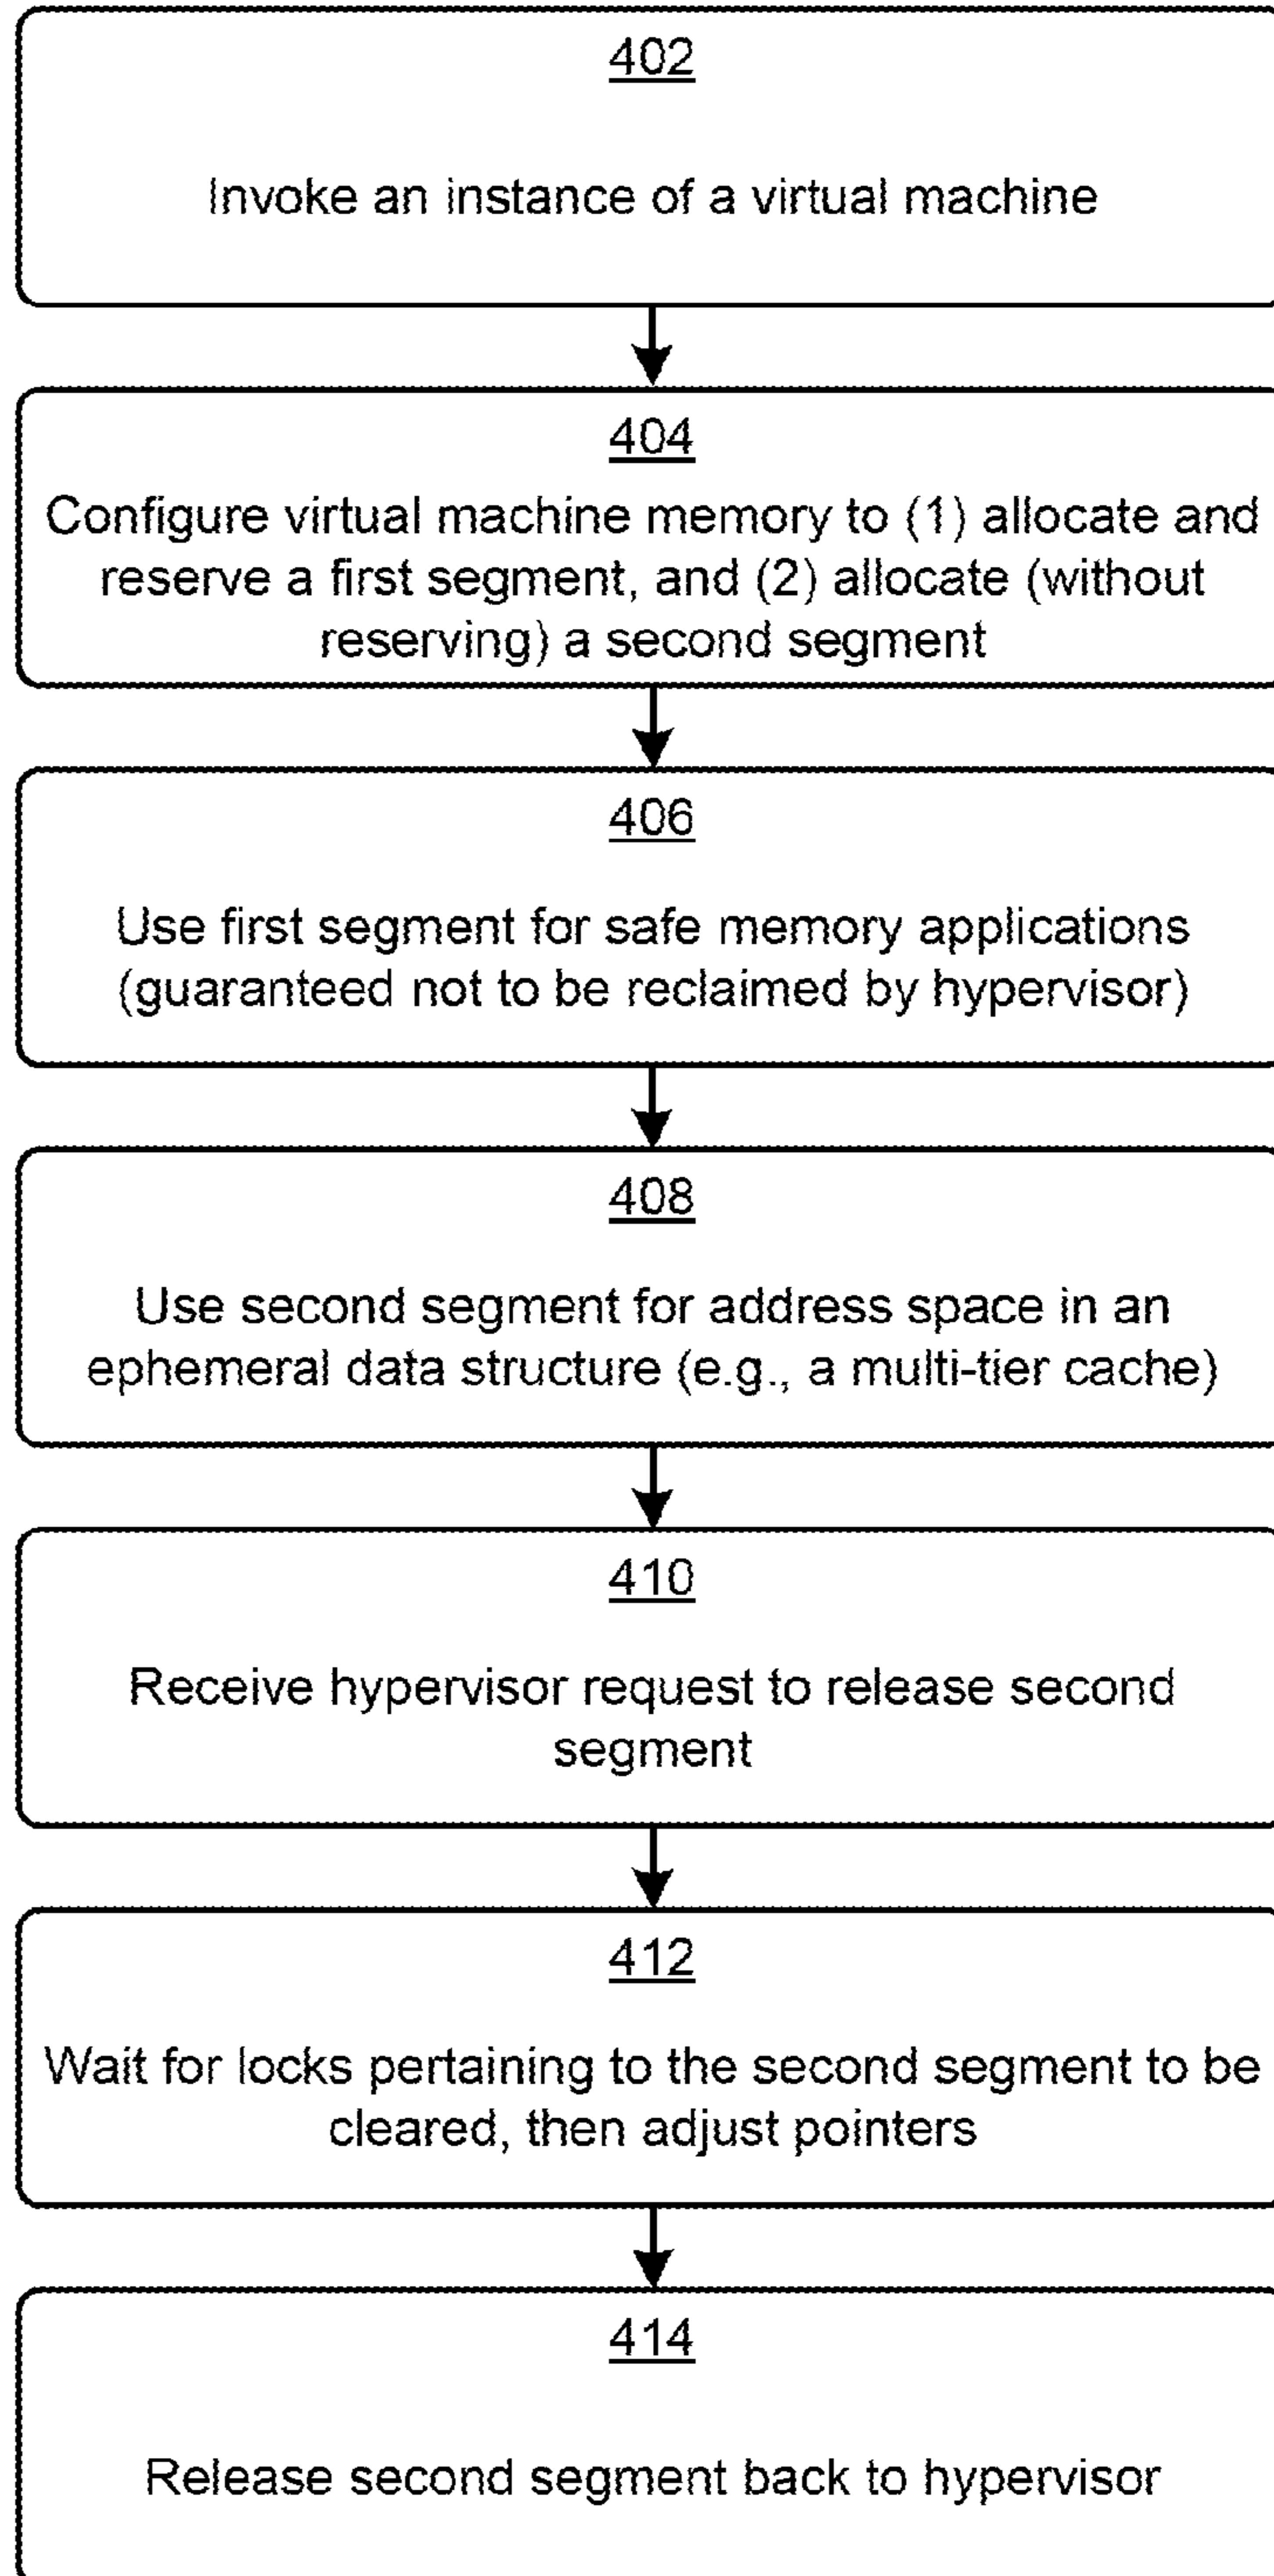 402
Invoke an instance of a virtual machine
404
Configure virtual machine memory to (1) allocate and
reserve a first segment, and (2) allocate (without
reserving) a second segment
406
Use first segment for safe memory applications
(guaranteed not to be reclaimed by hypervisor)
408
Use second segment for address space in an
ephemeral data structure (e.g., a multi-tier cache)
410
Receive hypervisor request to release second
segment
412
Wait for locks pertaining to the second segment to be
cleared, then adjust pointers
414
Release second segment back to hypervisor